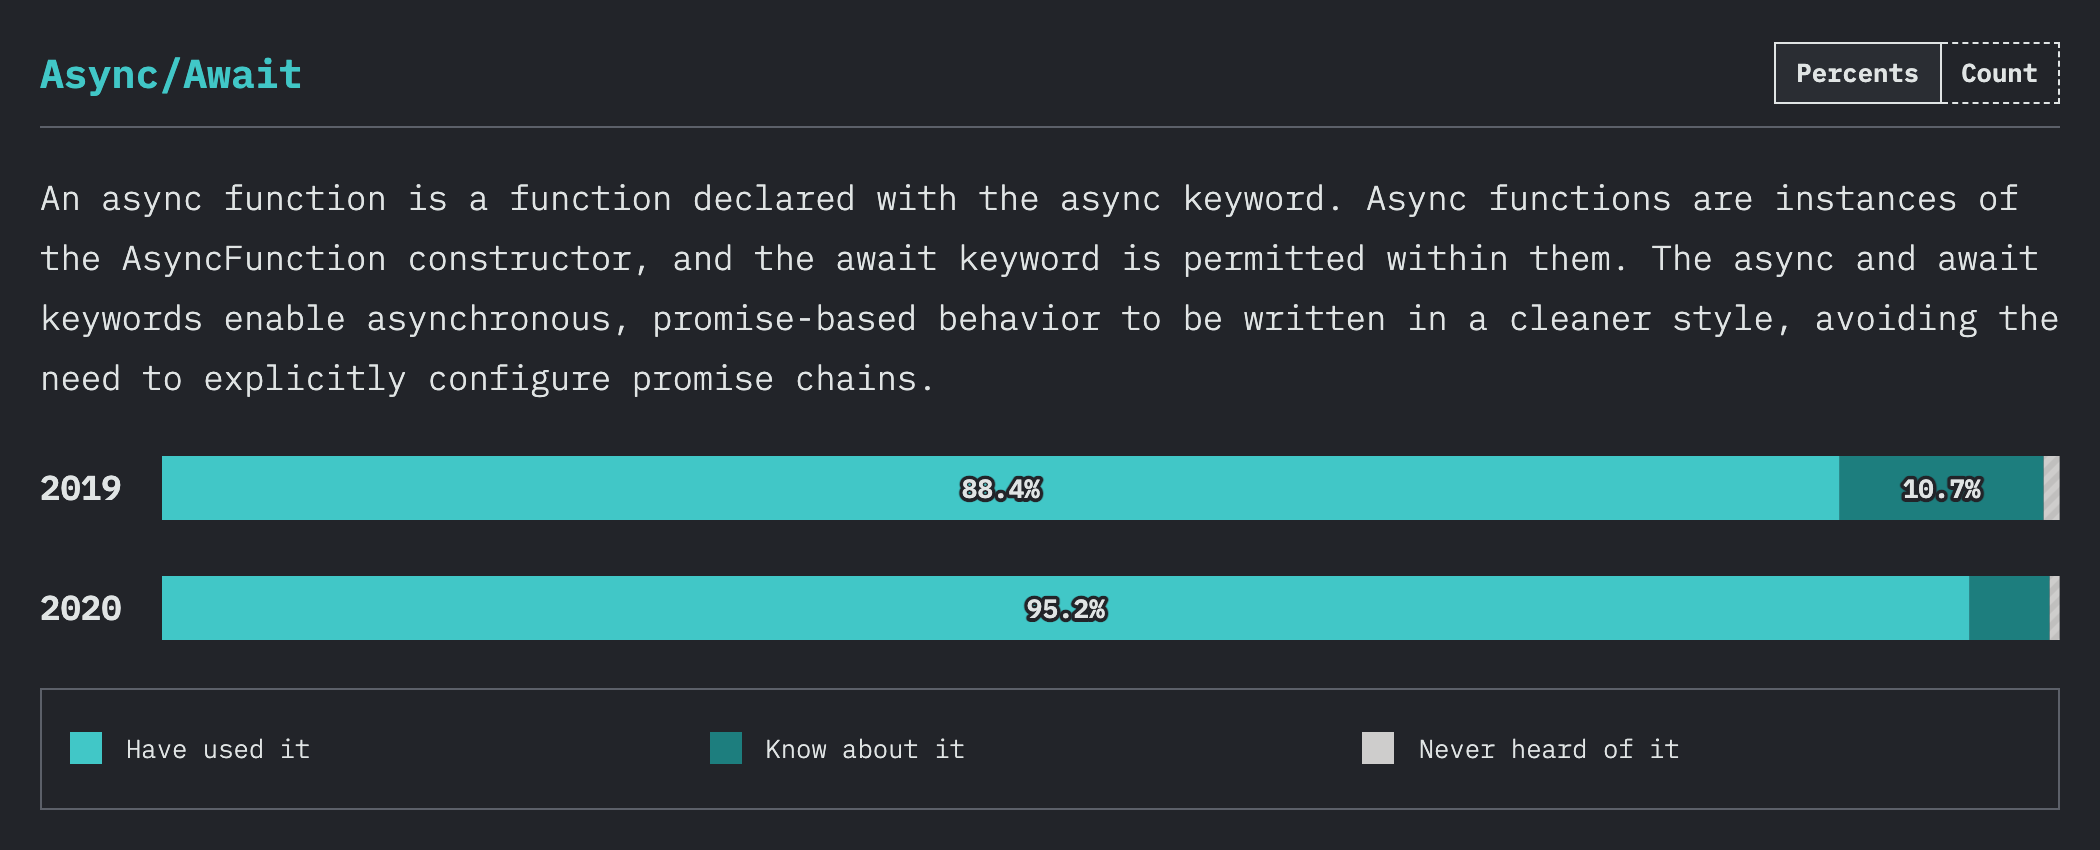 Async/Await
Percents Count
An async function is a function declared with the async keyword. Async functions are instances of
the AsyncFunction constructor, and the await keyword is permitted within them. The async and await
keywords enable asynchronous, promise-based behavior to be written in a cleaner style, avoiding the
need to explicitly configure promise chains.
2019 88.4% 10.7%
2020 95.2%
Have used it Know about it Never heard of it